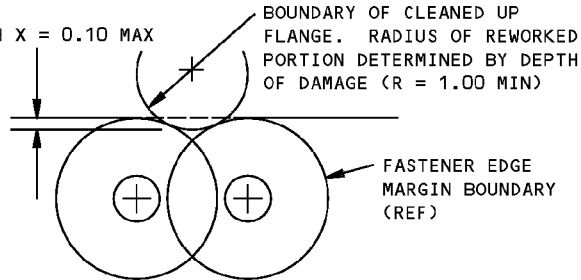 BOUNDARY OF CLEANED UP
FLANGE. RADIUS OF REWORKED
PORTION DETERMINED BY DEPTH
OF DAMAGE (R = 1.00 MIN)
X = 0.10 MAX
FASTENER EDGE
MARGIN BOUNDARY
(REF)